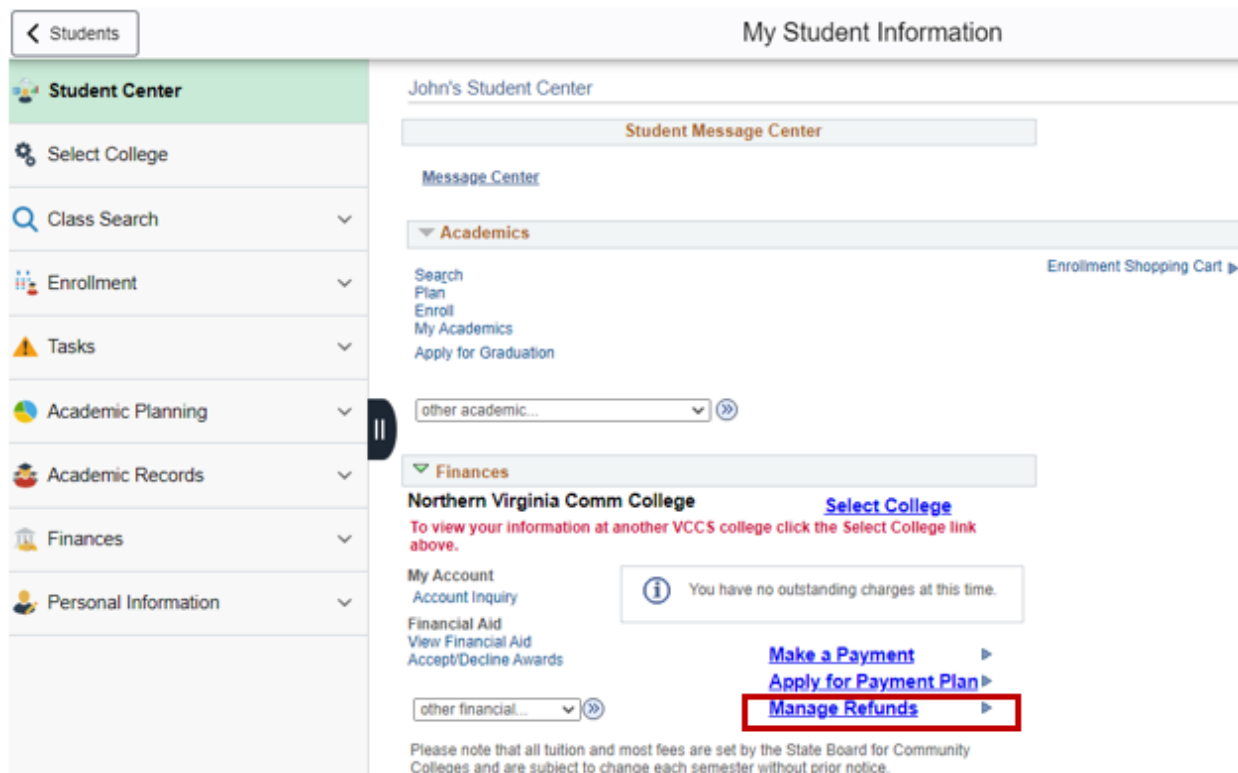 Students
My Student Information
Student Center
Select College
Class Search
Enrollment
Tasks
Academic Planning
Academic Records
Finances
Personal Information
John's Student Center
Student Message Center
Message Center
Academics
Search
Plan
Enroll
My Academics
Apply for Graduation
Enrollment Shopping Cart
other academic...
Finances
Northern Virginia Comm College
Select College
To view your information at another VCCS college click the Select College link
above.
My Account
Account Inquiry
You have no outstanding charges at this time.
Financial Aid
View Financial Aid
Accept/Decline Awards
Make a Payment
Apply for Payment Plan
Manage Refunds
other financial...
Please note that all tuition and most fees are set by the State Board for Community
Colleges and are subject to change each semester without prior notice.